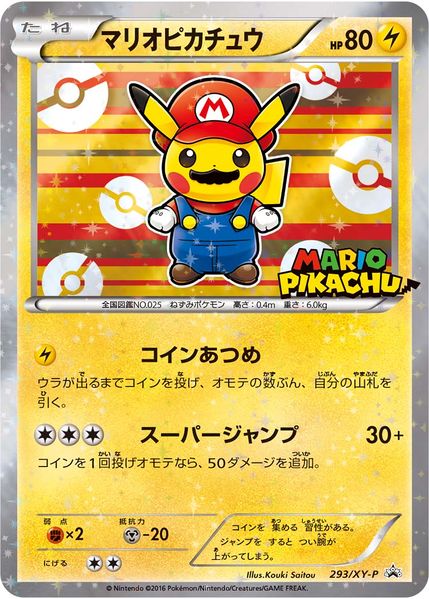 たね
マリオピカチュウ
HP80
M
MARIO
PIKACHU
全国図鑑NO.025 ねずみポケモン 高さ：0.4m 重さ：6.0kg
コインあつめ
ウラが出るまでコインを投げ、オモテの数ぶん、自分の山札を
引く。
スーパージャンプ 30+
コインを1回投げオモテなら、50ダメージを追加。
弱点 抵抗力
×2 -20
にげる
コインを 集める 習性がある。
ジャンプを すると つい腕が
上がってしまう。
Illus.Kouki Saitou 293/XY-P
© Nintendo ©2016 Pokémon/Nintendo/Creatures/GAME FREAK.